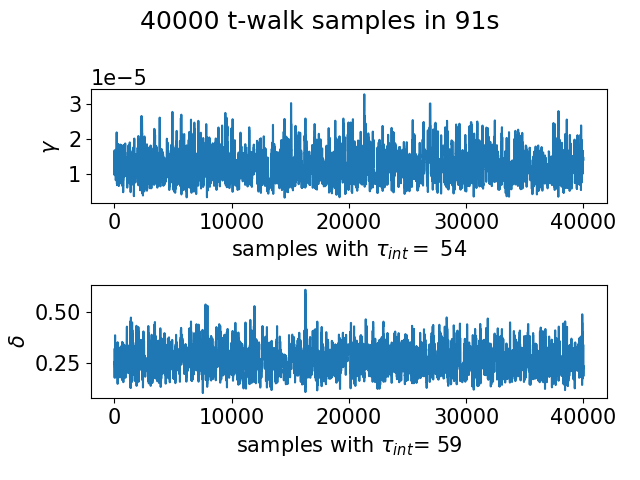 40000 t-walk samples in 91s
1e−5
3
2
1
γ
0 10000 20000 30000 40000
samples with τint = 54
0.50
0.25
δ
0 10000 20000 30000 40000
samples with τint= 59